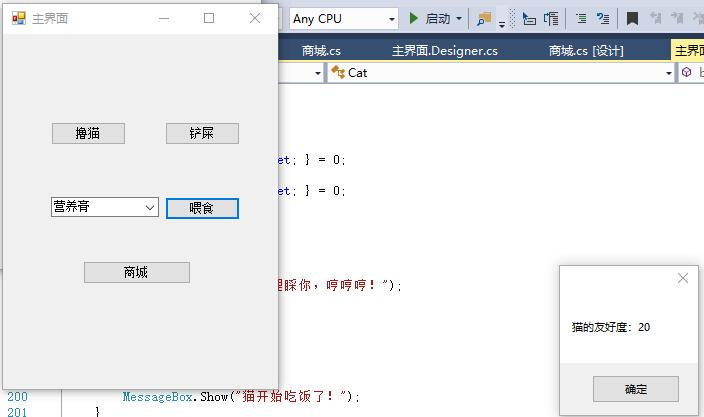 主界面
Any CPU
启动
商城.cs
主界面.Designer.cs
商城.cs [设计]
主界
Cat
撸猫
铲屎
et; } = 0;
et; } = 0;
营养膏
喂食
商城
理睬你，哼哼哼！");
猫的友好度：20
确定
200 MessageBox.Show("猫开始吃饭了！");
201 }